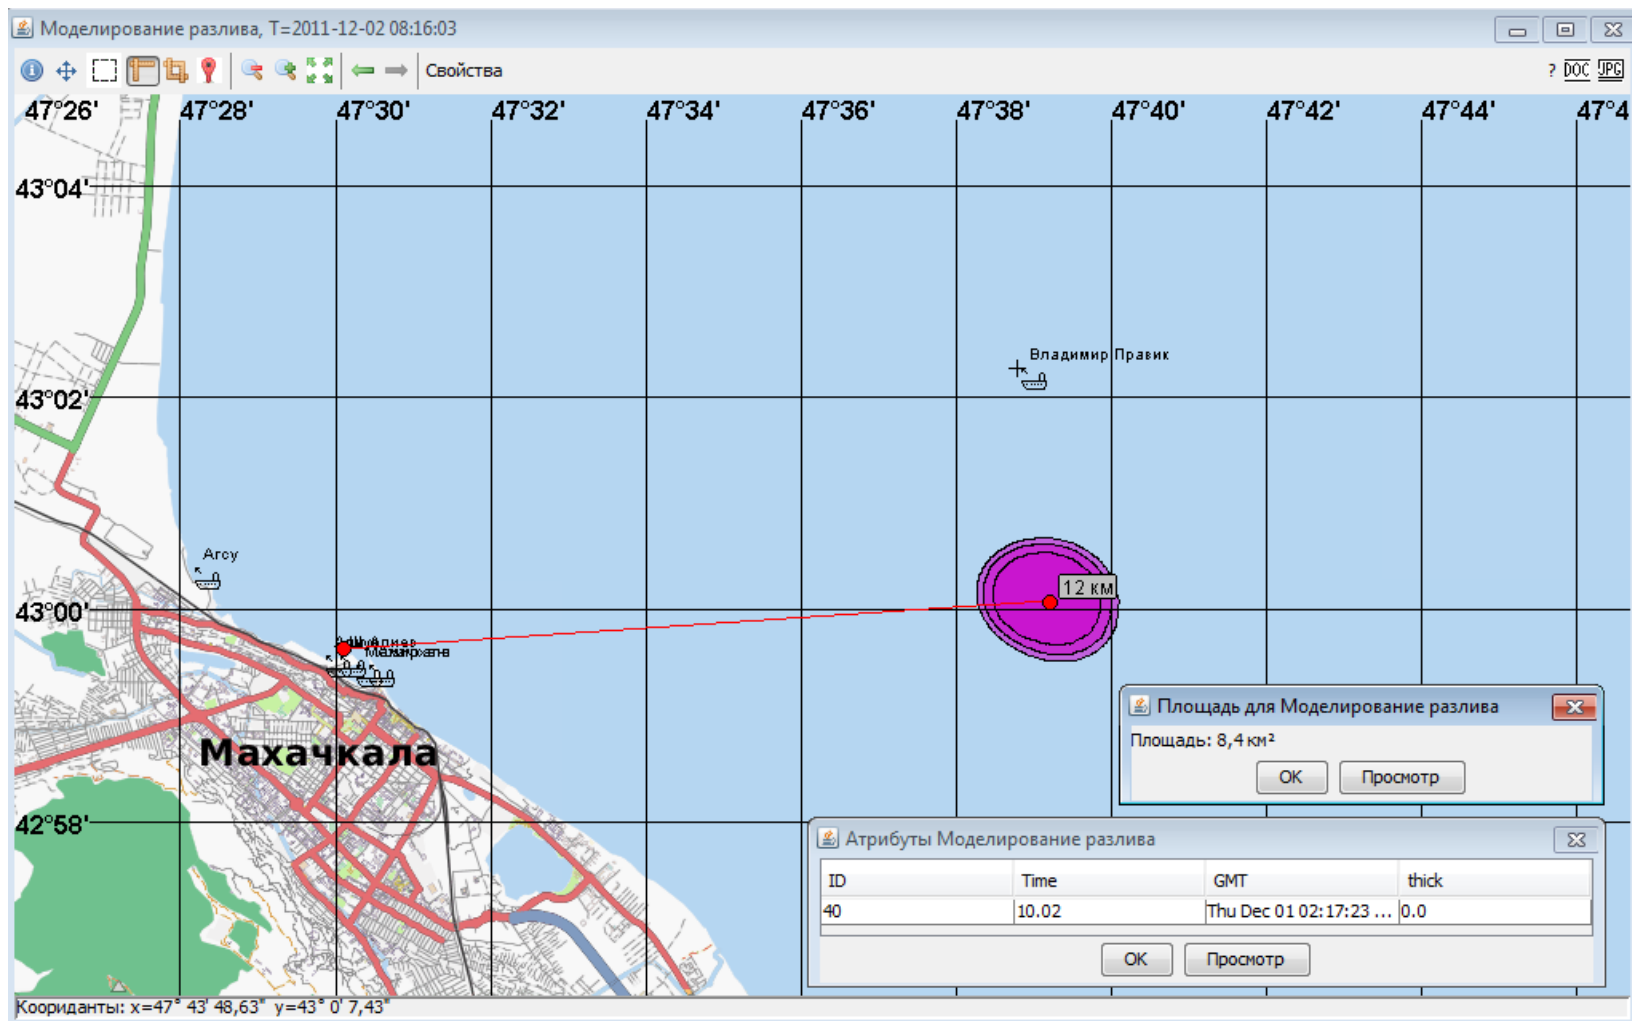 Моделирование разлива, T=2011-12-02 08:16:03
Свойства
? DOC JPG
47°26' 47°28' 47°30' 47°32' 47°34' 47°36' 47°38' 47°40' 47°42' 47°44' 47°4
43°04'
Владимир Правик
43°02'
Агсу
12 км
43°00'
Площадь для Моделирование разлива
Площадь: 8,4 км²
OK Просмотр
Махачкала
42°58'
Атрибуты Моделирование разлива
ID Time GMT thick
40 10.02 Thu Dec 01 02:17:23 ... 0.0
OK Просмотр
Коориданты: x=47° 43' 48,63" y=43° 0' 7,43"